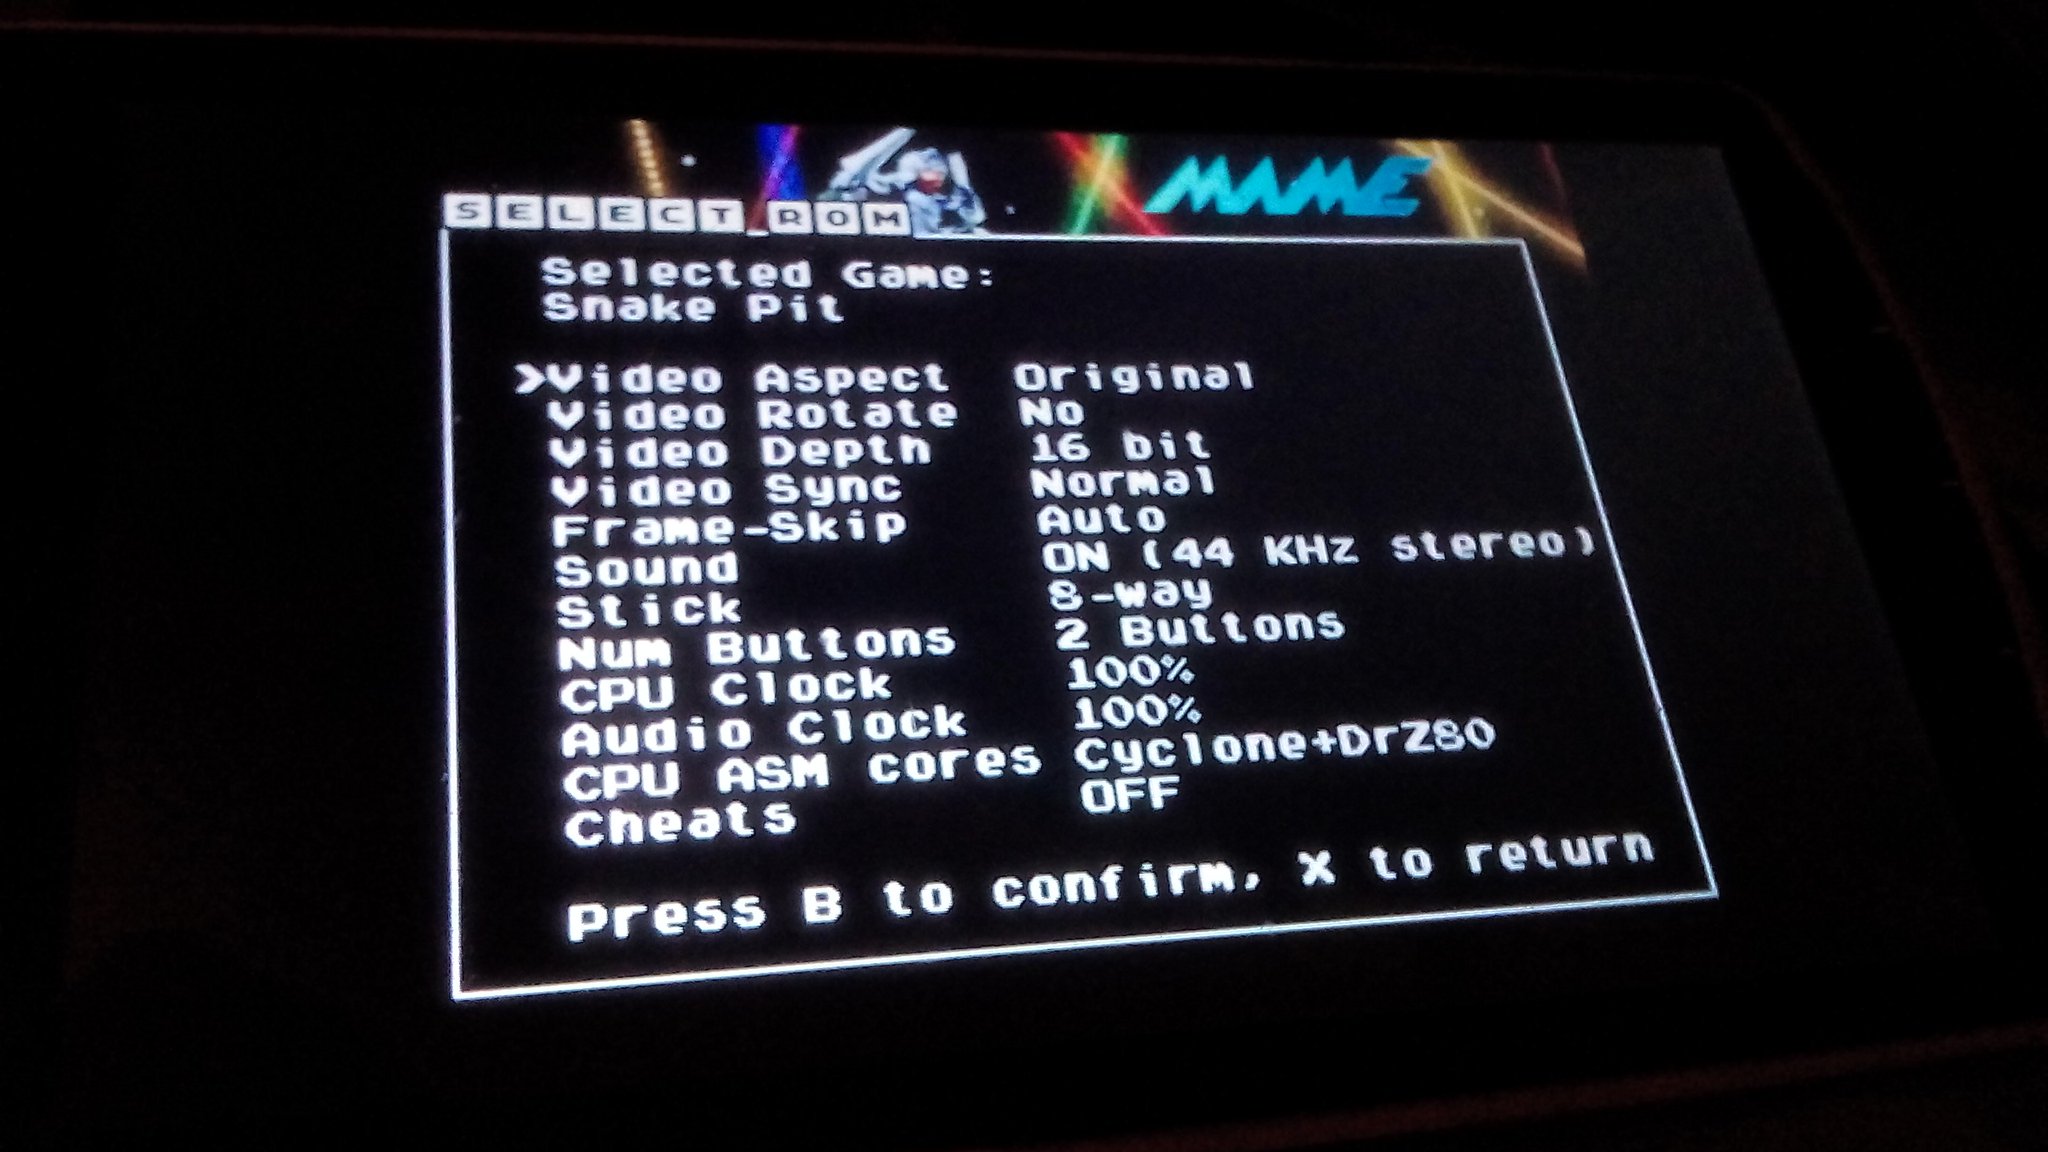 MAME
SELECT ROM
Selected Game:
Snake Pit
>Video Aspect Original
Video Rotate No
Video Depth 16 bit
Video Sync Normal
Frame-Skip Auto
Sound ON (44 KHz stereo)
Stick 8-way
Num Buttons 2 Buttons
CPU Clock 100%
Audio Clock 100%
CPU ASM cores Cyclone+DrZ80
Cheats OFF
Press B to confirm, X to return